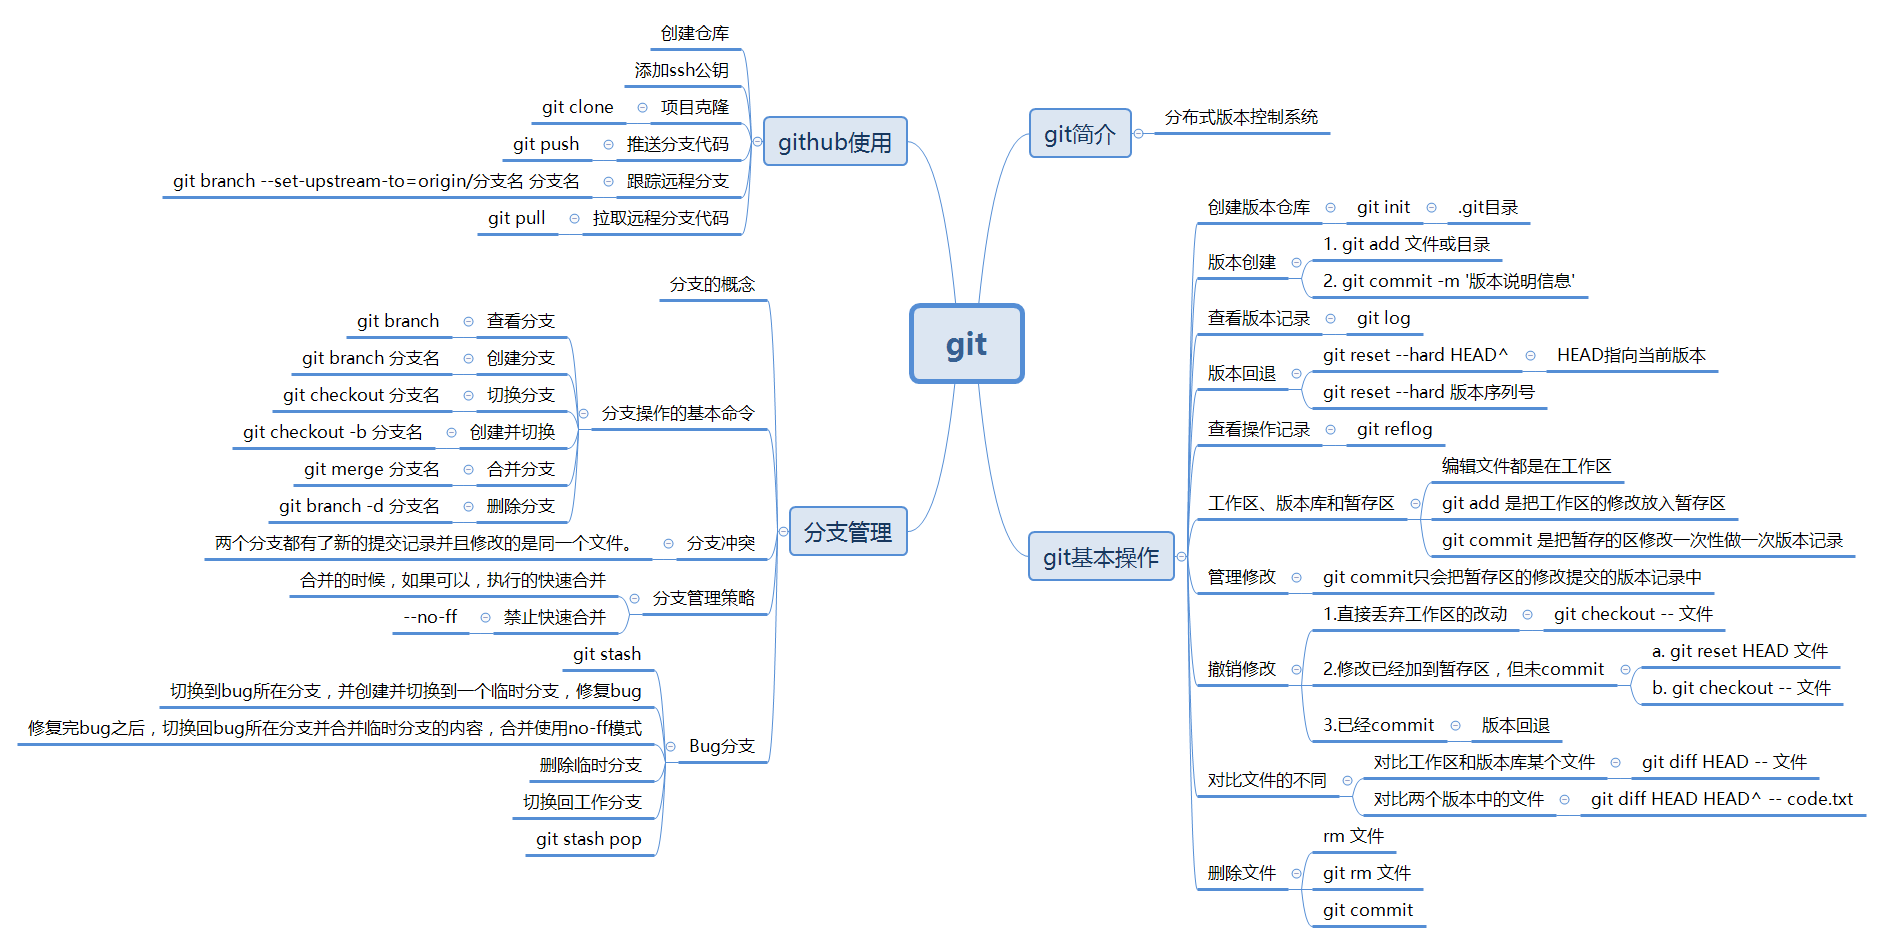 git
git简介
分布式版本控制系统
git基本操作
创建版本仓库
git init
.git目录
版本创建
1. git add 文件或目录
2. git commit -m '版本说明信息'
查看版本记录
git log
版本回退
git reset --hard HEAD^
HEAD指向当前版本
git reset --hard 版本序列号
查看操作记录
git reflog
工作区、版本库和暂存区
编辑文件都是在工作区
git add 是把工作区的修改放入暂存区
git commit 是把暂存的区修改一次性做一次版本记录
管理修改
git commit只会把暂存区的修改提交的版本记录中
撤销修改
1.直接丢弃工作区的改动
git checkout -- 文件
2.修改已经加到暂存区，但未commit
a. git reset HEAD 文件
b. git checkout -- 文件
3.已经commit
版本回退
对比文件的不同
对比工作区和版本库某个文件
git diff HEAD -- 文件
对比两个版本中的文件
git diff HEAD HEAD^ -- code.txt
删除文件
rm 文件
git rm 文件
git commit
github使用
创建仓库
添加ssh公钥
项目克隆
git clone
推送分支代码
git push
跟踪远程分支
git branch --set-upstream-to=origin/分支名 分支名
拉取远程分支代码
git pull
分支管理
分支的概念
分支操作的基本命令
查看分支
git branch
创建分支
git branch 分支名
切换分支
git checkout 分支名
创建并切换
git checkout -b 分支名
合并分支
git merge 分支名
删除分支
git branch -d 分支名
分支冲突
两个分支都有了新的提交记录并且修改的是同一个文件。
分支管理策略
合并的时候，如果可以，执行的快速合并
禁止快速合并
--no-ff
Bug分支
git stash
切换到bug所在分支，并创建并切换到一个临时分支，修复bug
修复完bug之后，切换回bug所在分支并合并临时分支的内容，合并使用no-ff模式
删除临时分支
切换回工作分支
git stash pop